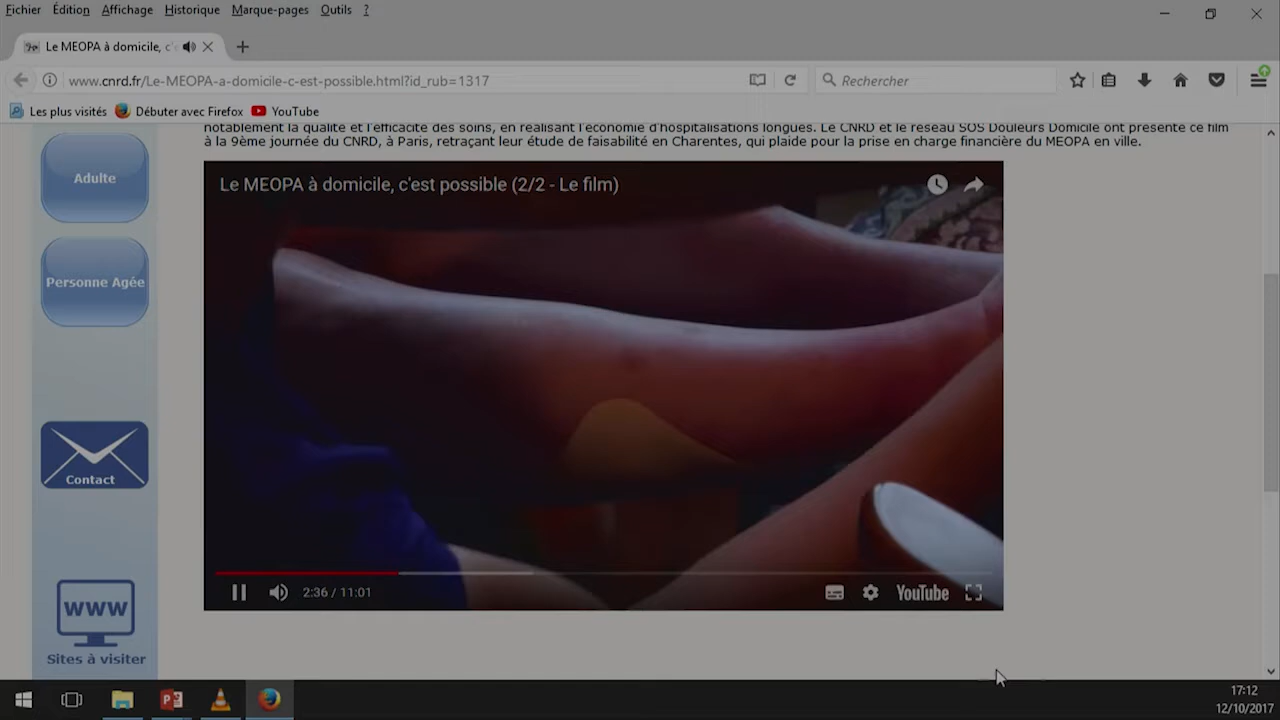 Fichier Édition Affichage Historique Marque-pages Outils ?
Le MEOPA à domicile, c'e
www.cnrd.fr/Le-MEOPA-a-domicile-c-est-possible.html?id_rub=1317
Rechercher
Les plus visités Débuter avec Firefox YouTube
notablement la qualité et l'efficacité des soins, en réalisant l'économie d'hospitalisations longues. Le CNRD et le réseau SOS Douleurs Domicile ont présenté ce film
à la 9ème journée du CNRD, à Paris, retraçant leur étude de faisabilité en Charentes, qui plaide pour la prise en charge financière du MEOPA en ville.
Adulte
Le MEOPA à domicile, c'est possible (2/2 - Le film)
Personne Agée
Contact
2:36 / 11:01
YouTube
WWW
Sites à visiter
17:12
12/10/2017